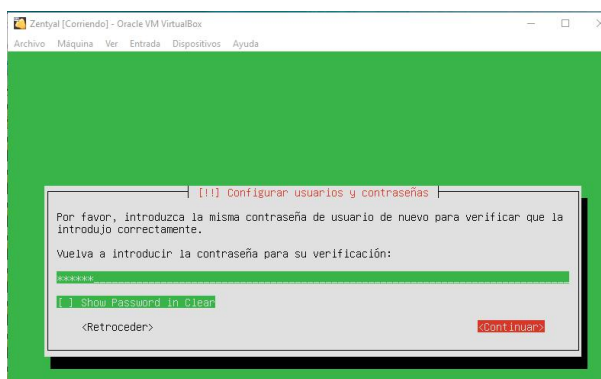 Zentyal [Corriendo] - Oracle VM VirtualBox
Archivo Máquina Ver Entrada Dispositivos Ayuda
[!!] Configurar usuarios y contraseñas
Por favor, introduzca la misma contraseña de usuario de nuevo para verificar que la
introdujo correctamente.
Vuelva a introducir la contraseña para su verificación:
******
[ ] Show Password in Clear
<Retroceder> <Continuar>